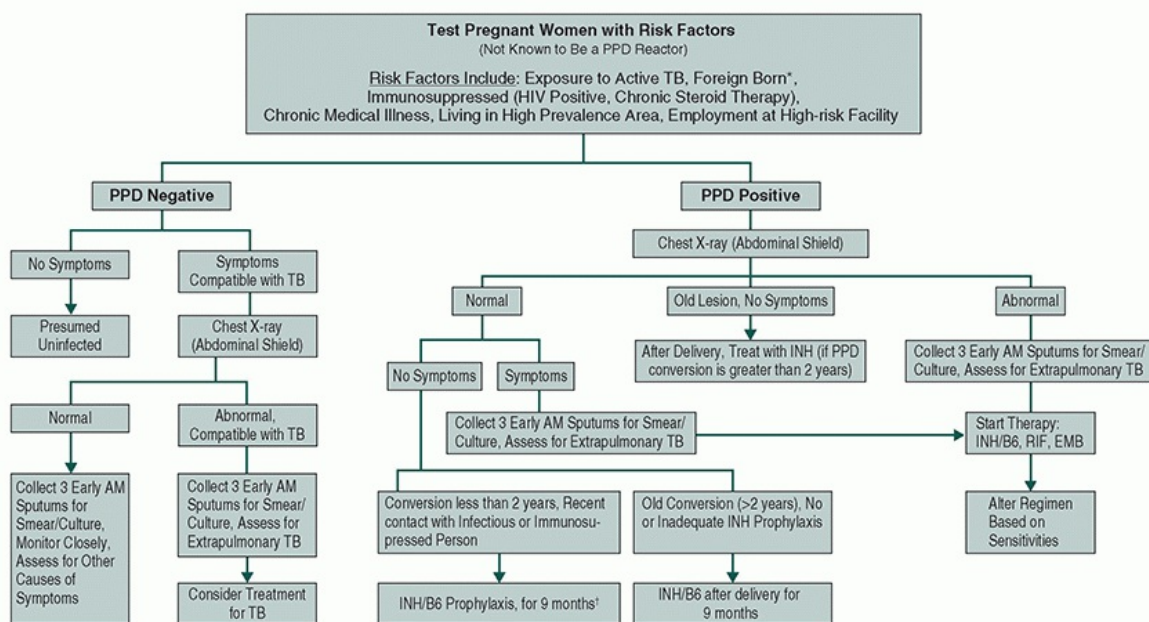 Test Pregnant Women with Risk Factors
(Not Known to Be a PPD Reactor)
Risk Factors Include: Exposure to Active TB, Foreign Born*,
Immunosuppressed (HIV Positive, Chronic Steroid Therapy),
Chronic Medical Illness, Living in High Prevalence Area, Employment at High-risk Facility
PPD Negative
PPD Positive
No Symptoms
Symptoms
Compatible with TB
Chest X-ray (Abdominal Shield)
Presumed
Uninfected
Chest X-ray
(Abdominal Shield)
Normal
Old Lesion, No Symptoms
Abnormal
After Delivery, Treat with INH (if PPD
conversion is greater than 2 years)
Collect 3 Early AM Sputums for Smear/
Culture, Assess for Extrapulmonary TB
No Symptoms
Symptoms
Normal
Abnormal,
Compatible with TB
Collect 3 Early AM Sputums for Smear/
Culture, Assess for Extrapulmonary TB
Start Therapy:
INH/B6, RIF, EMB
Collect 3 Early AM
Sputums for
Smear/Culture,
Monitor Closely,
Assess for Other
Causes of
Symptoms
Collect 3 Early AM
Sputums for Smear/
Culture, Assess for
Extrapulmonary TB
Conversion less than 2 years, Recent
contact with Infectious or Immunosu-
pressed Person
Old Conversion (>2 years), No
or Inadequate INH Prophylaxis
Alter Regimen
Based on
Sensitivities
Consider Treatment
for TB
INH/B6 Prophylaxis, for 9 months†
INH/B6 after delivery for
9 months